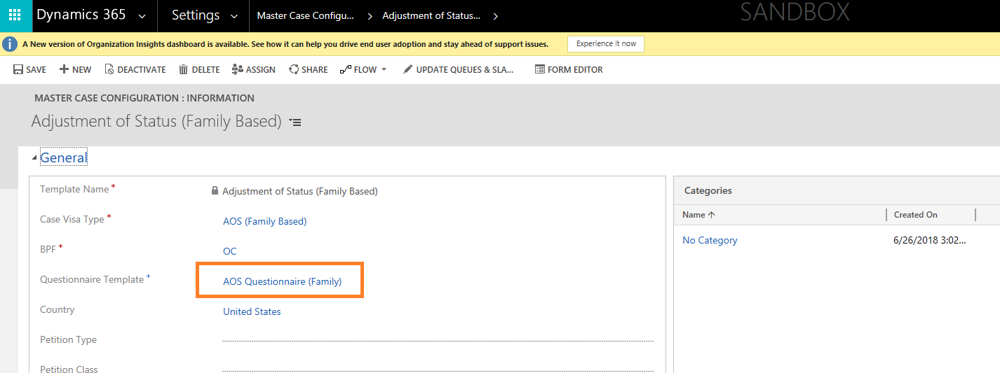 Dynamics 365 Settings Master Case Configu... Adjustment of Status... SANDBOX
A New version of Organization Insights dashboard is available. See how it can help you drive end user adoption and stay ahead of support issues. Experience it now
SAVE NEW DEACTIVATE DELETE ASSIGN SHARE FLOW UPDATE QUEUES & SLA... FORM EDITOR
MASTER CASE CONFIGURATION : INFORMATION
Adjustment of Status (Family Based)
General
Template Name * Adjustment of Status (Family Based)
Case Visa Type * AOS (Family Based)
BPF * OC
Questionnaire Template + AOS Questionnaire (Family)
Country United States
Petition Type
Petition Class
Categories
Name Created On
No Category 6/26/2018 3:02...